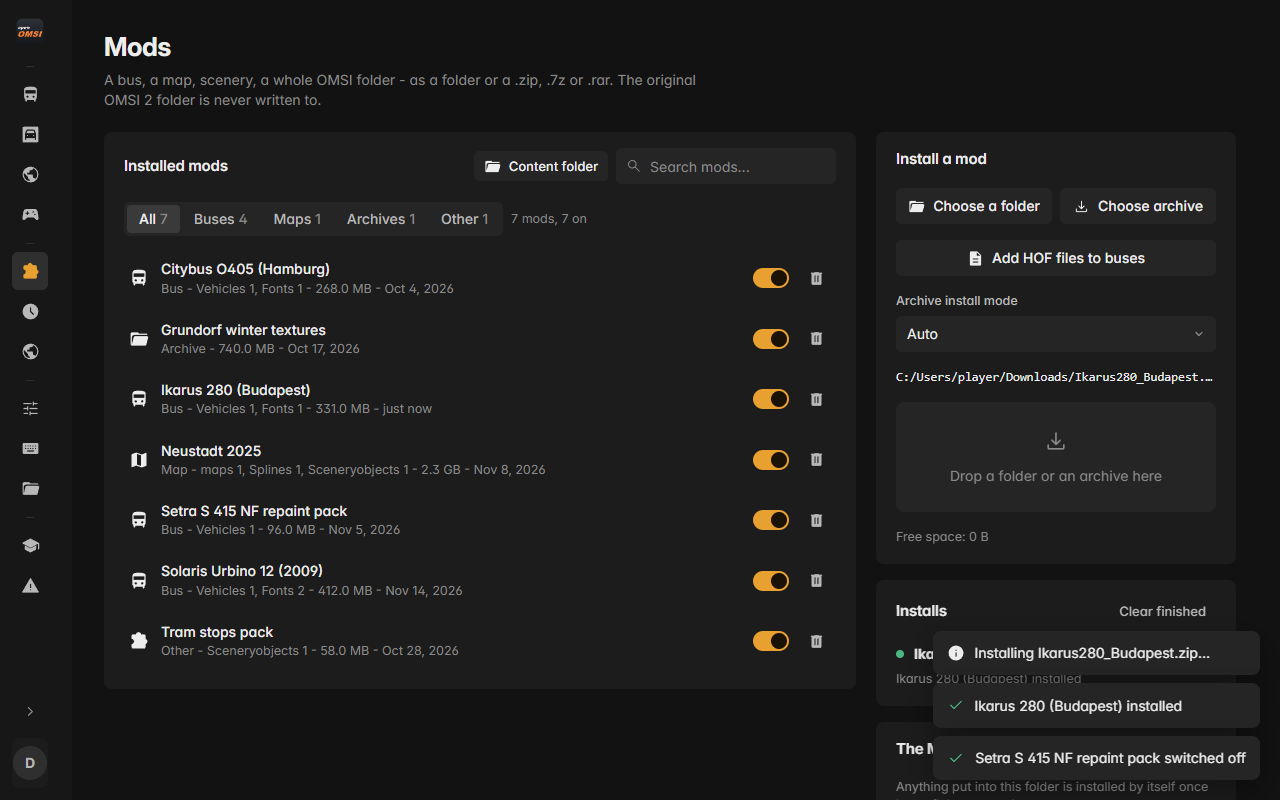 OMSI
Mods
A bus, a map, scenery, a whole OMSI folder - as a folder or a .zip, .7z or .rar. The original
OMSI 2 folder is never written to.
Installed mods
Content folder
Search mods...
All 7
Buses 4
Maps 1
Archives 1
Other 1
7 mods, 7 on
Citybus O405 (Hamburg)
Bus - Vehicles 1, Fonts 1 - 268.0 MB - Oct 4, 2026
Grundorf winter textures
Archive - 740.0 MB - Oct 17, 2026
Ikarus 280 (Budapest)
Bus - Vehicles 1, Fonts 1 - 331.0 MB - just now
Neustadt 2025
Map - maps 1, Splines 1, Sceneryobjects 1 - 2.3 GB - Nov 8, 2026
Setra S 415 NF repaint pack
Bus - Vehicles 1 - 96.0 MB - Nov 5, 2026
Solaris Urbino 12 (2009)
Bus - Vehicles 1, Fonts 2 - 412.0 MB - Nov 14, 2026
Tram stops pack
Other - Sceneryobjects 1 - 58.0 MB - Oct 28, 2026
Install a mod
Choose a folder
Choose archive
Add HOF files to buses
Archive install mode
Auto
C:/Users/player/Downloads/Ikarus280_Budapest.…
Drop a folder or an archive here
Free space: 0 B
Installs
Clear finished
Ika
Ikarus 280 (Budapest) installed
Installing Ikarus280_Budapest.zip...
Ikarus 280 (Budapest) installed
Setra S 415 NF repaint pack switched off
The M
Anything put into this folder is installed by itself once
D